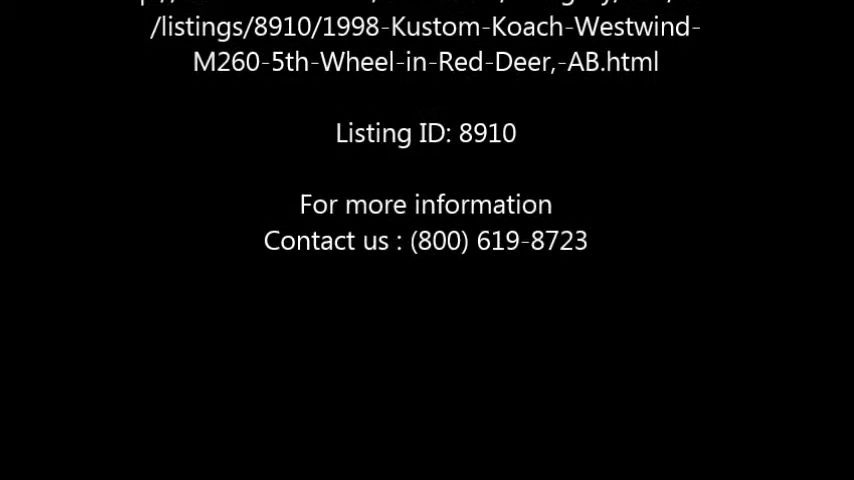 /listings/8910/1998-Kustom-Koach-Westwind-
M260-5th-Wheel-in-Red-Deer,-AB.html
Listing ID: 8910
For more information
Contact us : (800) 619-8723